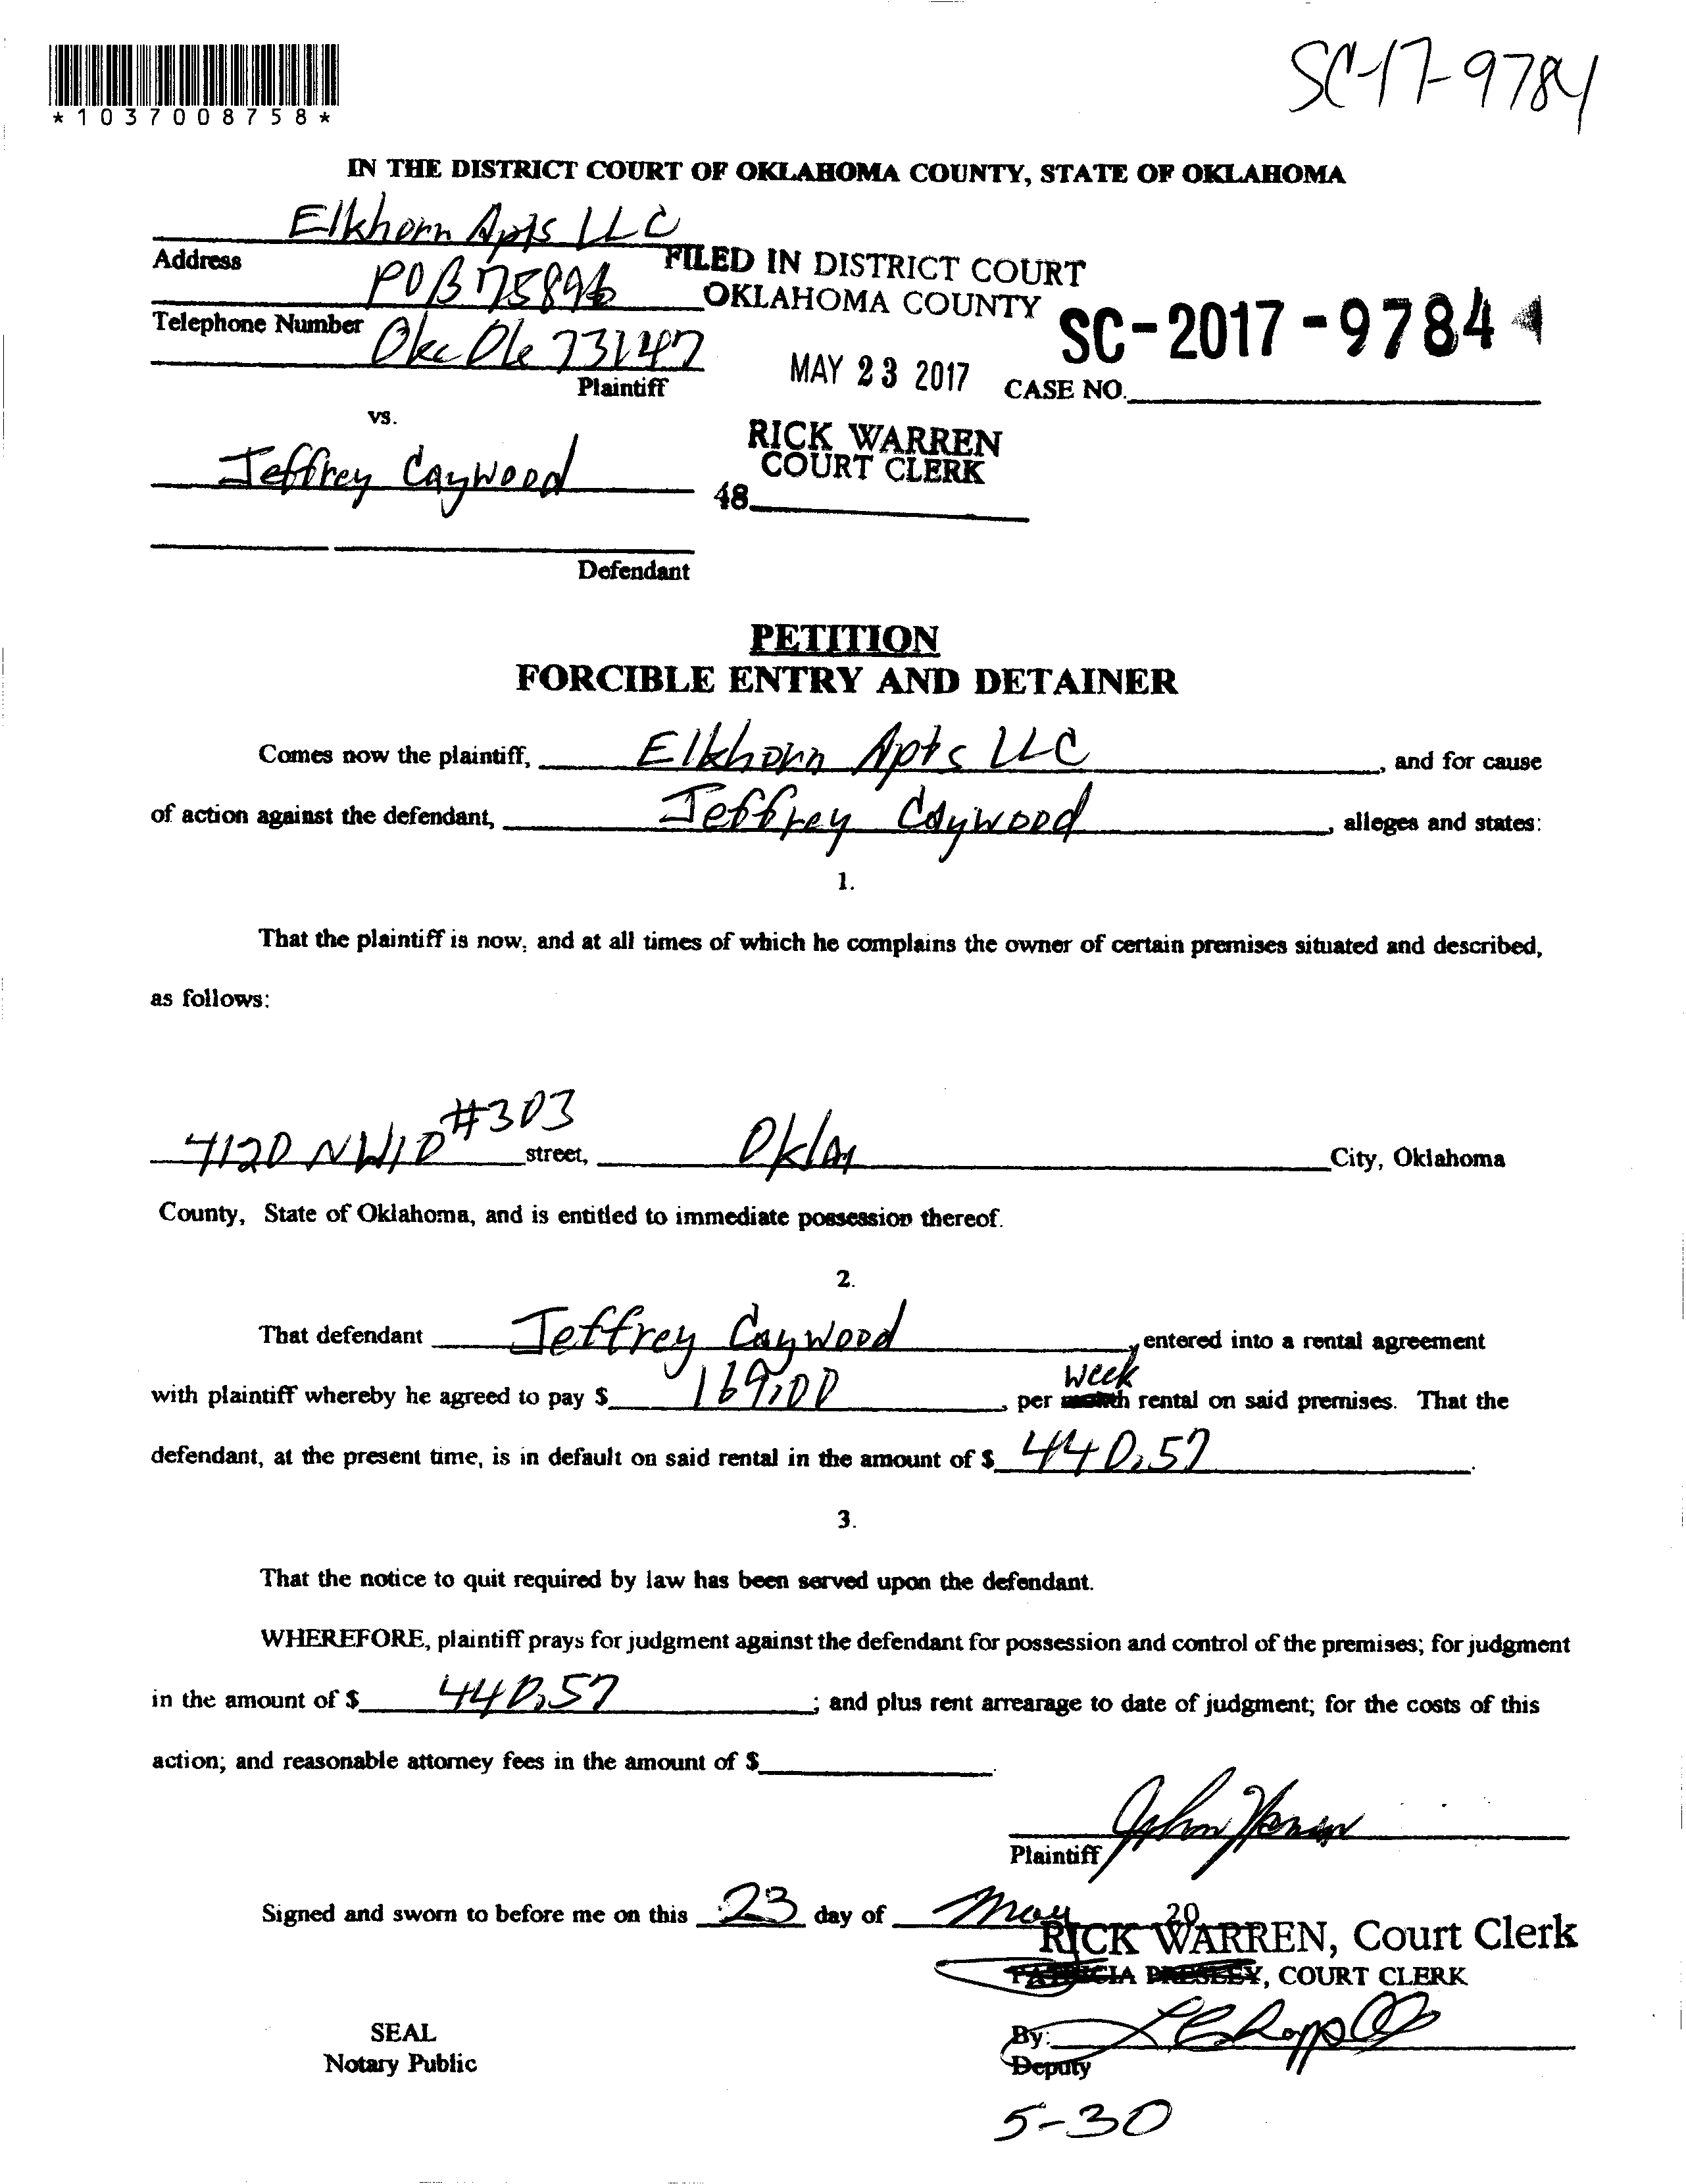 SC-17-9784
*1037008758*
IN THE DISTRICT COURT OF OKLAHOMA COUNTY, STATE OF OKLAHOMA
Elkhorn Apts LLC
Address
POB 75896
FILED IN DISTRICT COURT
OKLAHOMA COUNTY
SC-2017-9784
Telephone Number
Okc Ok 73147
MAY 23 2017
CASE NO.
Plaintiff
vs.
RICK WARREN
COURT CLERK
Jeffrey Caywood
48
Defendant
PETITION
FORCIBLE ENTRY AND DETAINER
Comes now the plaintiff, Elkhorn Apts LLC, and for cause
of action against the defendant, Jeffrey Caywood, alleges and states:
1.
That the plaintiff is now, and at all times of which he complains the owner of certain premises situated and described,
as follows:
4120 NW10 #303 street, Okla City, Oklahoma
County, State of Oklahoma, and is entitled to immediate possession thereof.
2.
That defendant Jeffrey Caywood, entered into a rental agreement
week
with plaintiff whereby he agreed to pay $ 169.00, per month rental on said premises. That the
defendant, at the present time, is in default on said rental in the amount of $ 440.57.
3.
That the notice to quit required by law has been served upon the defendant.
WHEREFORE, plaintiff prays for judgment against the defendant for possession and control of the premises; for judgment
in the amount of $ 440.57; and plus rent arrearage to date of judgment; for the costs of this
action; and reasonable attorney fees in the amount of $.
John
Plaintiff
Signed and sworn to before me on this 23 day of May 20
RICK WARREN, Court Clerk
PATRICIA PRESLEY, COURT CLERK
SEAL
By:
Notary Public
Deputy
5-30